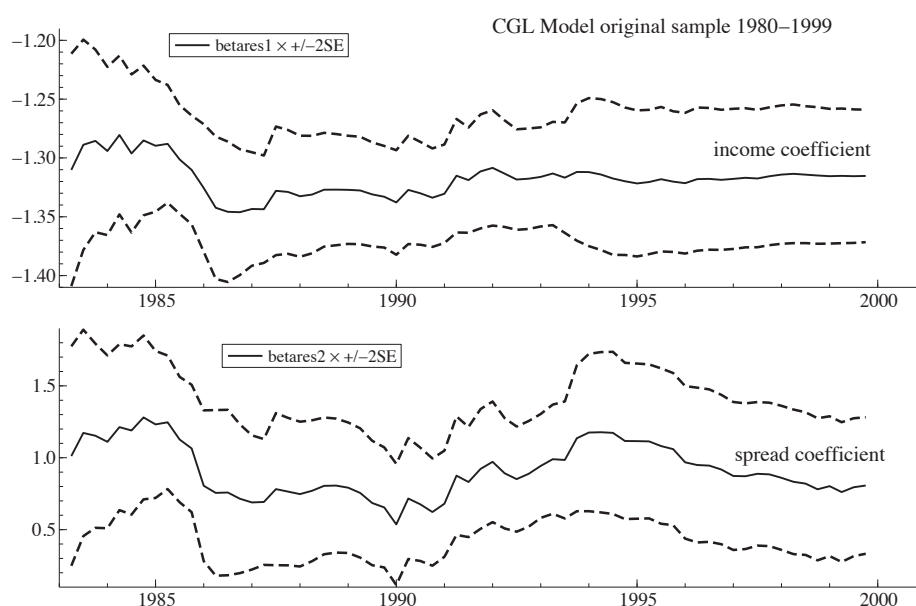 CGL Model original sample 1980–1999
−1.20
betares1 × +/−2SE
−1.25
−1.30
income coefficient
−1.35
−1.40
1985 1990 1995 2000
betares2 × +/−2SE
1.5
1.0
spread coefficient
0.5
1985 1990 1995 2000